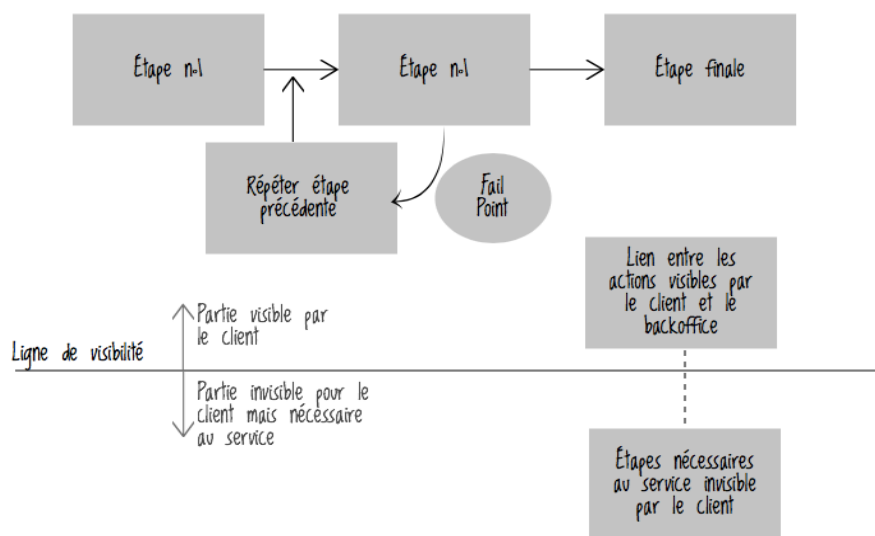 Étape n°1
Étape n°1
Étape finale
Répéter étape
précédente
Fail
Point
Lien entre les
actions visibles par
le client et le
backoffice
Partie visible par
le client
Ligne de visibilité
Partie invisible pour le
client mais nécessaire
au service
Étapes nécessaires
au service invisible
par le client